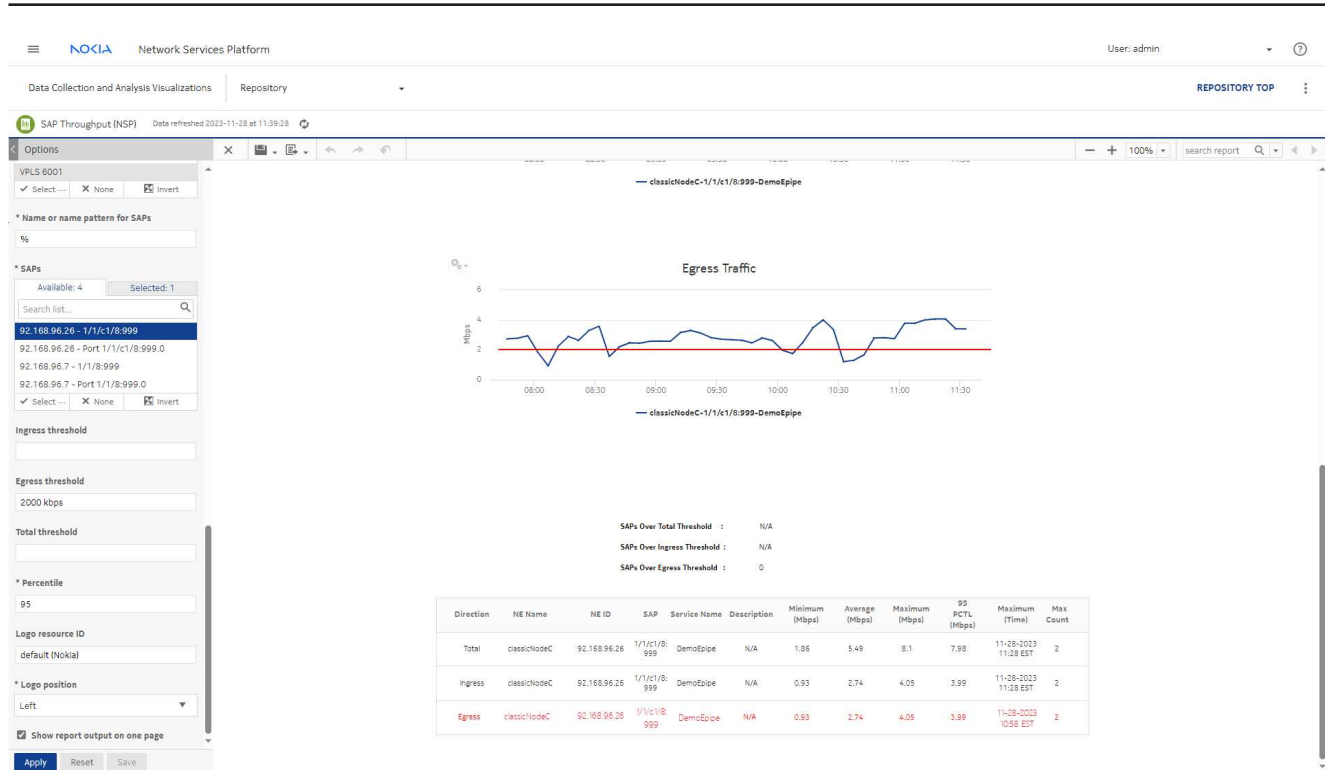 NOKIA Network Services Platform User: admin
Data Collection and Analysis Visualizations Repository REPOSITORY TOP
SAP Throughput (NSP) Data refreshed 2023-11-28 at 11:39:28
Options 100% search report
VPLS 6001
Select ... None Invert
* Name or name pattern for SAPs
%
* SAPs
Available: 4 Selected: 1
Search list...
92.168.96.26 - 1/1/c1/8:999
92.168.96.26 - Port 1/1/c1/8:999.0
92.168.96.7 - 1/1/8:999
92.168.96.7 - Port 1/1/8:999.0
Select ... None Invert
Ingress threshold
Egress threshold
2000 kbps
Total threshold
* Percentile
95
Logo resource ID
default (Nokia)
* Logo position
Left
Show report output on one page
Apply Reset Save
classicNodeC-1/1/c1/8:999-DemoEpipe
Egress Traffic
6
4
2
0
Mbps
08:00 08:30 09:00 09:30 10:00 10:30 11:00 11:30
classicNodeC-1/1/c1/8:999-DemoEpipe
SAPs Over Total Threshold : N/A
SAPs Over Ingress Threshold : N/A
SAPs Over Egress Threshold : 0
Direction NE Name NE ID SAP Service Name Description Minimum (Mbps) Average (Mbps) Maximum (Mbps) 95 PCTL (Mbps) Maximum (Time) Max Count
Total classicNodeC 92.168.96.26 1/1/c1/8:999 DemoEpipe N/A 1.86 5.49 8.1 7.98 11-28-2023 11:28 EST 2
Ingress classicNodeC 92.168.96.26 1/1/c1/8:999 DemoEpipe N/A 0.93 2.74 4.05 3.99 11-28-2023 11:28 EST 2
Egress classicNodeC 92.168.96.26 1/1/c1/8:999 DemoEpipe N/A 0.93 2.74 4.05 3.99 11-28-2023 10:58 EST 2